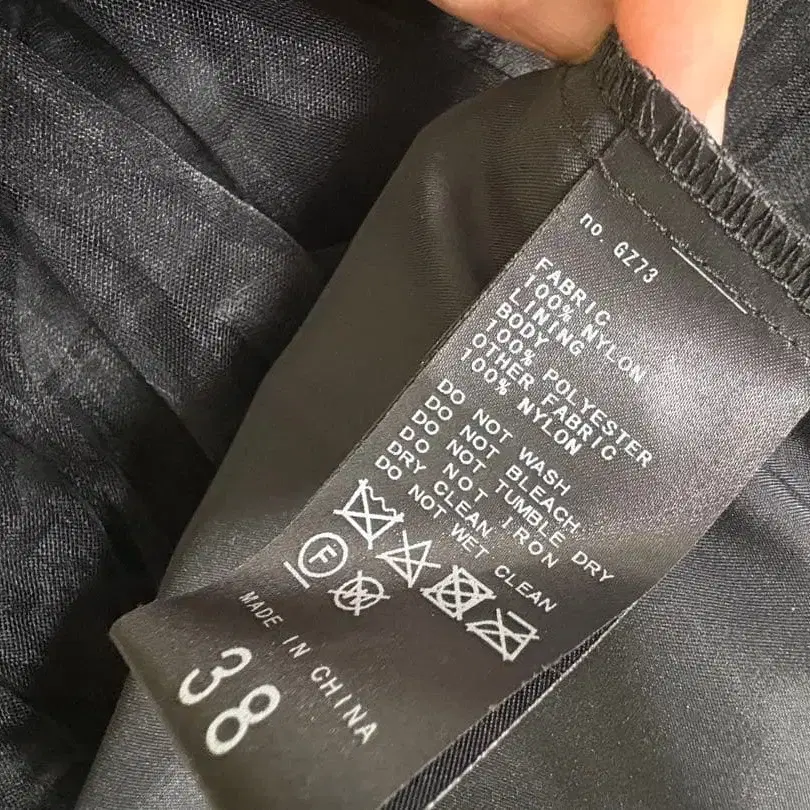 no. GZ73
FABRIC
100% NYLON
LINING
BODY
100% POLYESTER
OTHER FABRIC
100% NYLON
DO NOT WASH
DO NOT BLEACH
DO NOT TUMBLE DRY
DO NOT IRON
DRY CLEAN
DO NOT WET CLEAN
F
W
MADE IN CHINA
38